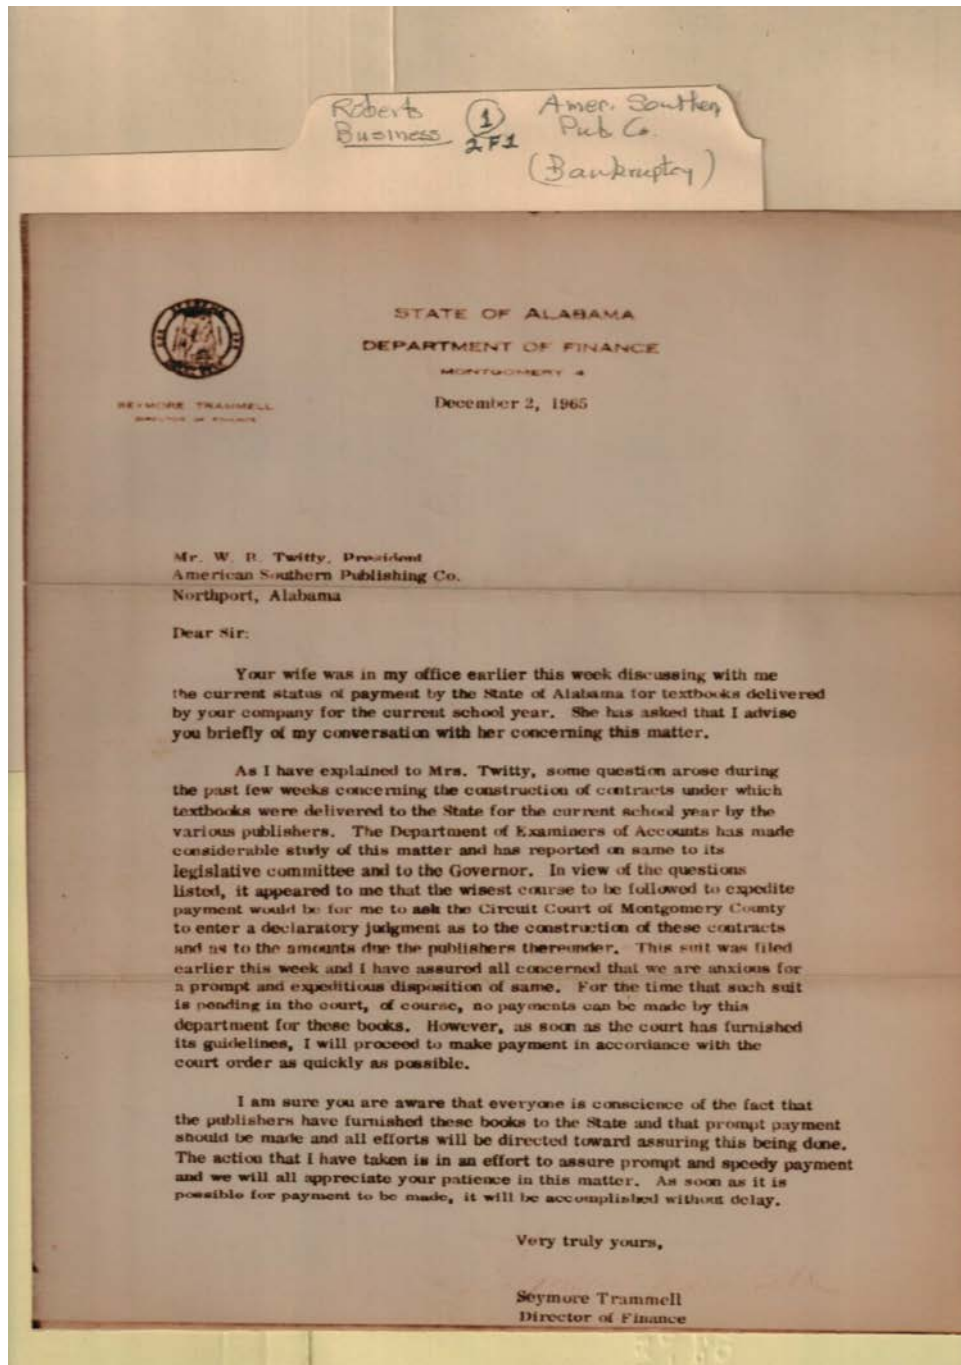 Roberts
Business
1
2F1
Amer. Southern
Pub Co.
(Bankruptcy)
STATE OF ALABAMA
DEPARTMENT OF FINANCE
MONTGOMERY 4
SEYMORE TRAMMELL
DIRECTOR OF FINANCE
December 2, 1965
Mr. W. B. Twitty, President
American Southern Publishing Co.
Northport, Alabama
Dear Sir:
Your wife was in my office earlier this week discussing with me
the current status of payment by the State of Alabama for textbooks delivered
by your company for the current school year. She has asked that I advise
you briefly of my conversation with her concerning this matter.
As I have explained to Mrs. Twitty, some question arose during
the past few weeks concerning the construction of contracts under which
textbooks were delivered to the State for the current school year by the
various publishers. The Department of Examiners of Accounts has made
considerable study of this matter and has reported on same to its
legislative committee and to the Governor. In view of the questions
listed, it appeared to me that the wisest course to be followed to expedite
payment would be for me to ask the Circuit Court of Montgomery County
to enter a declaratory judgment as to the construction of these contracts
and as to the amounts due the publishers thereunder. This suit was filed
earlier this week and I have assured all concerned that we are anxious for
a prompt and expeditious disposition of same. For the time that such suit
is pending in the court, of course, no payments can be made by this
department for these books. However, as soon as the court has furnished
its guidelines, I will proceed to make payment in accordance with the
court order as quickly as possible.
I am sure you are aware that everyone is conscience of the fact that
the publishers have furnished these books to the State and that prompt payment
should be made and all efforts will be directed toward assuring this being done.
The action that I have taken is in an effort to assure prompt and speedy payment
and we will all appreciate your patience in this matter. As soon as it is
possible for payment to be made, it will be accomplished without delay.
Very truly yours,
Seymore Trammell
Director of Finance